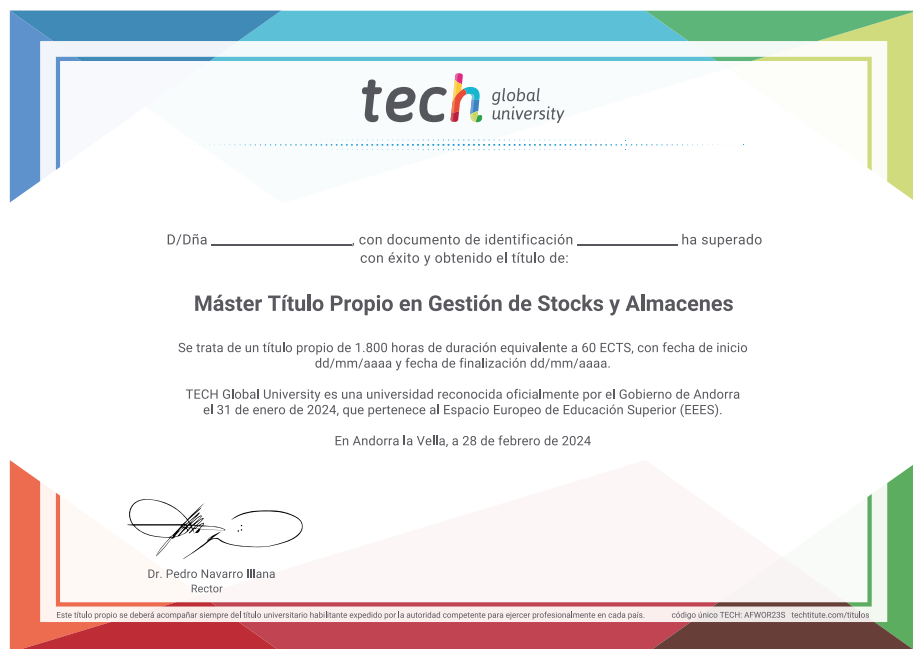 tech global university
D/Dña ______________, con documento de identificación __________ ha superado
con éxito y obtenido el título de:
Máster Título Propio en Gestión de Stocks y Almacenes
Se trata de un título propio de 1.800 horas de duración equivalente a 60 ECTS, con fecha de inicio
dd/mm/aaaa y fecha de finalización dd/mm/aaaa.
TECH Global University es una universidad reconocida oficialmente por el Gobierno de Andorra
el 31 de enero de 2024, que pertenece al Espacio Europeo de Educación Superior (EEES).
En Andorra la Vella, a 28 de febrero de 2024
Dr. Pedro Navarro Illana
Rector
Este título propio se deberá acompañar siempre del título universitario habilitante expedido por la autoridad competente para ejercer profesionalmente en cada país. código único TECH: AFWOR23S techtitute.com/titulos